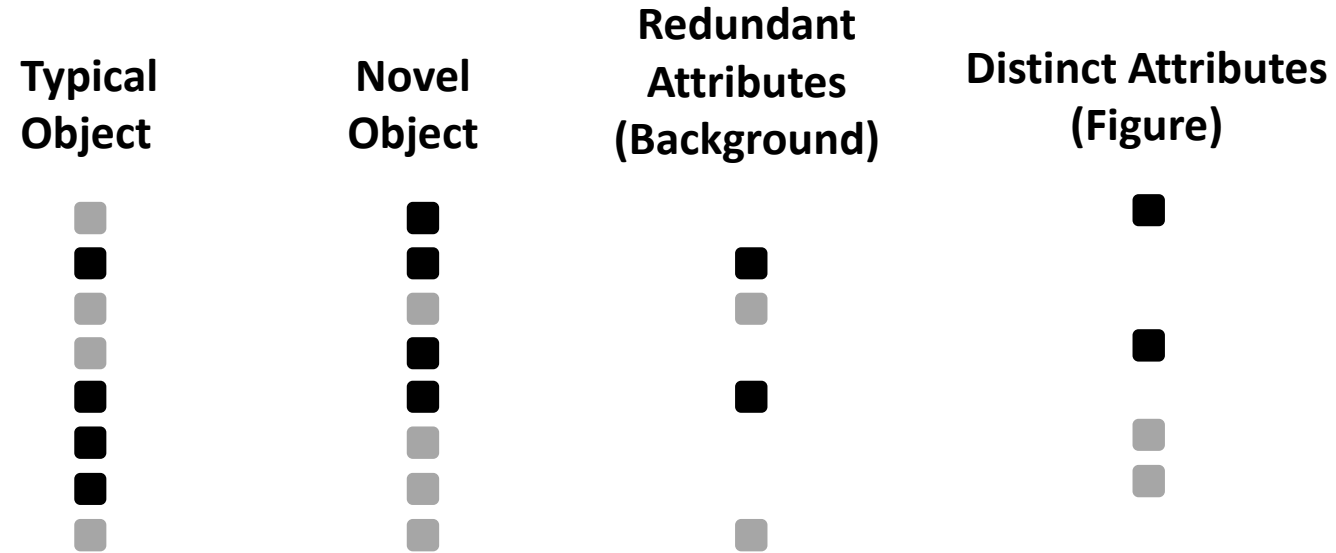 Typical
Object
Novel
Object
Redundant
Attributes
(Background)
Distinct Attributes
(Figure)